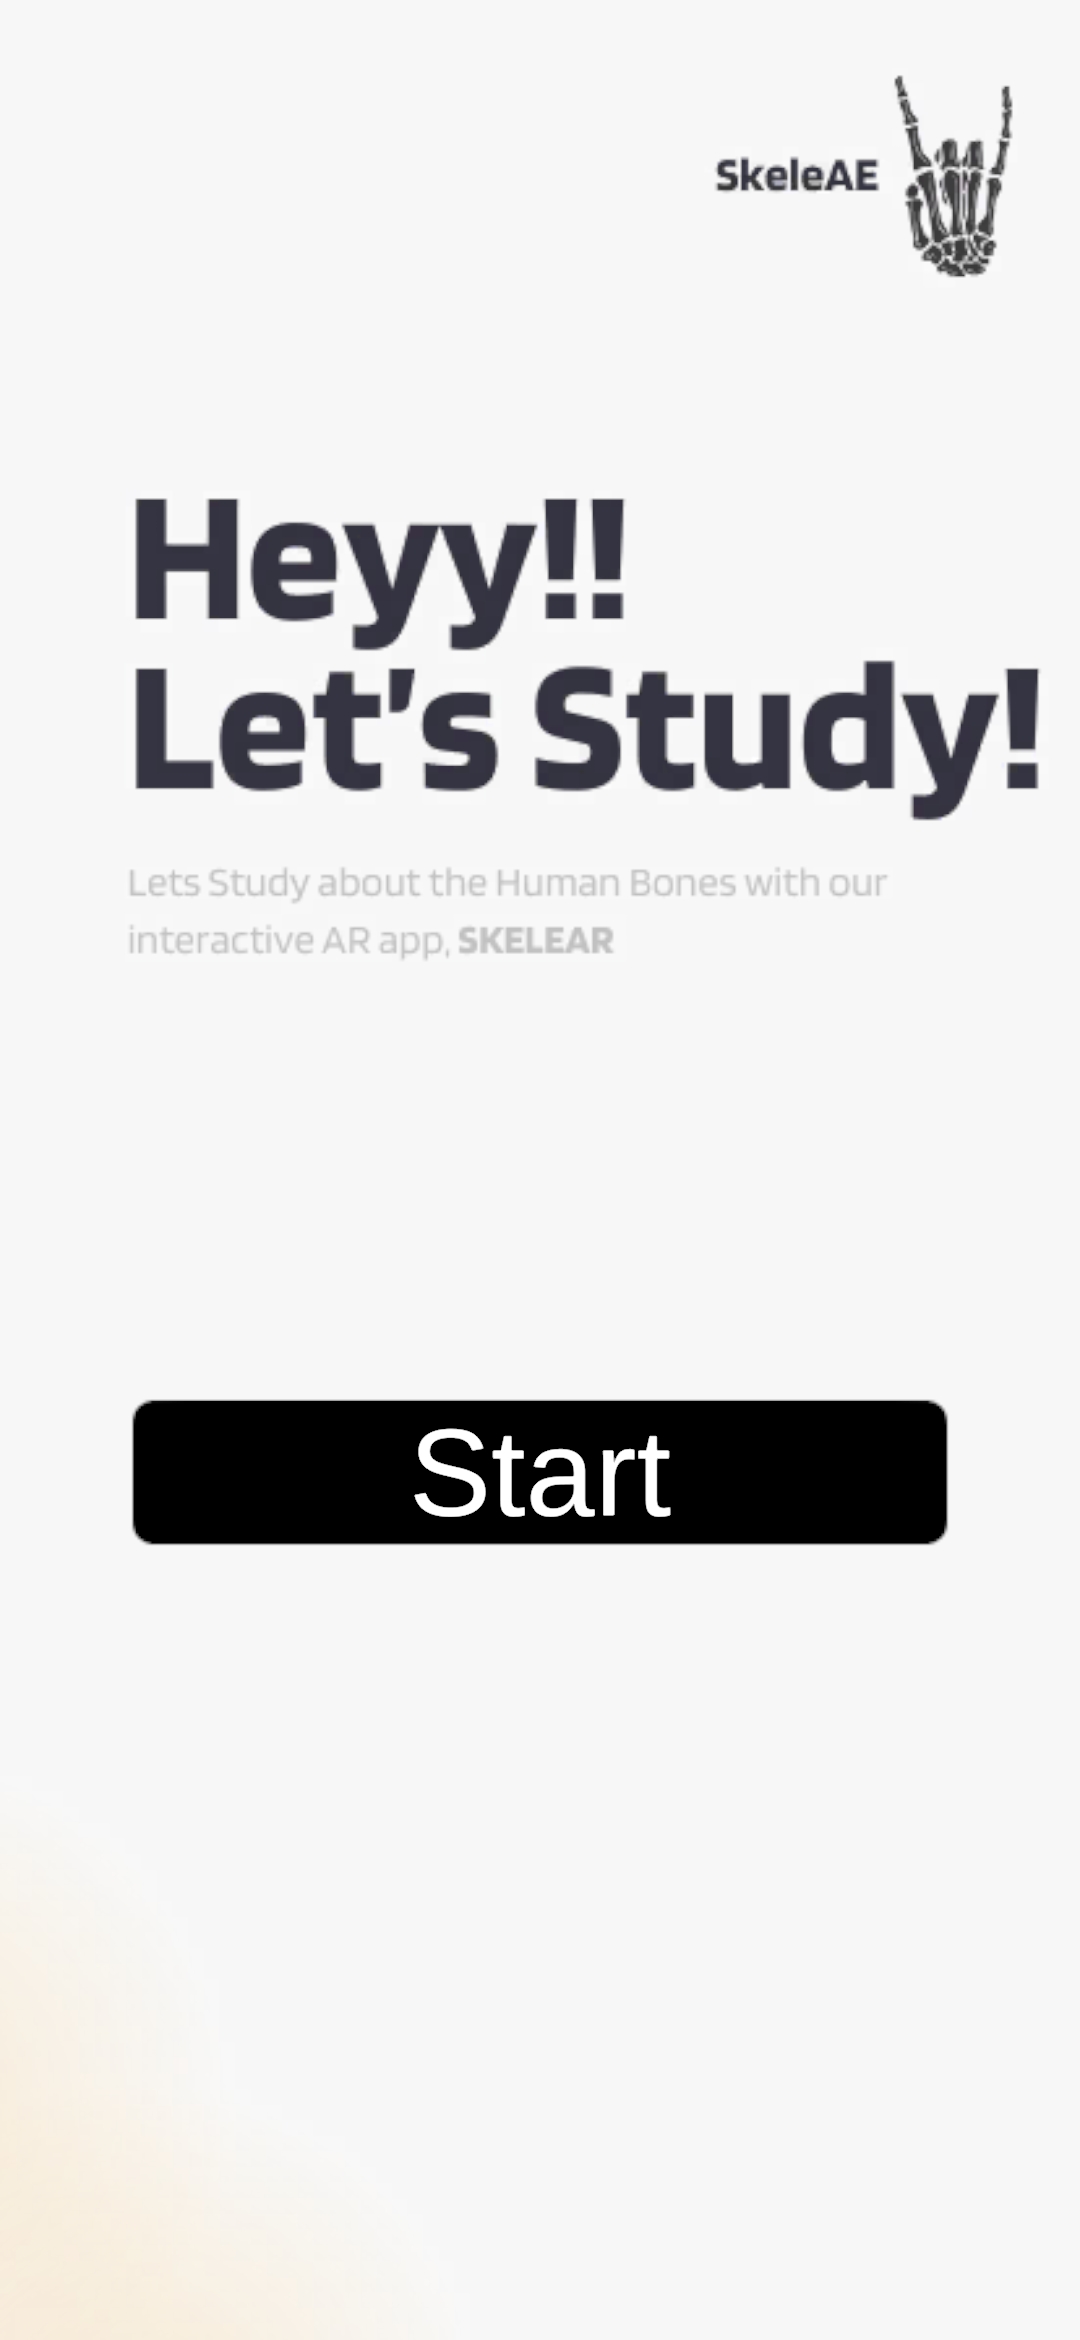 SkeleAE
Heyy!!
Let's Study!
Lets Study about the Human Bones with our
interactive AR app, SKELEAR
Start